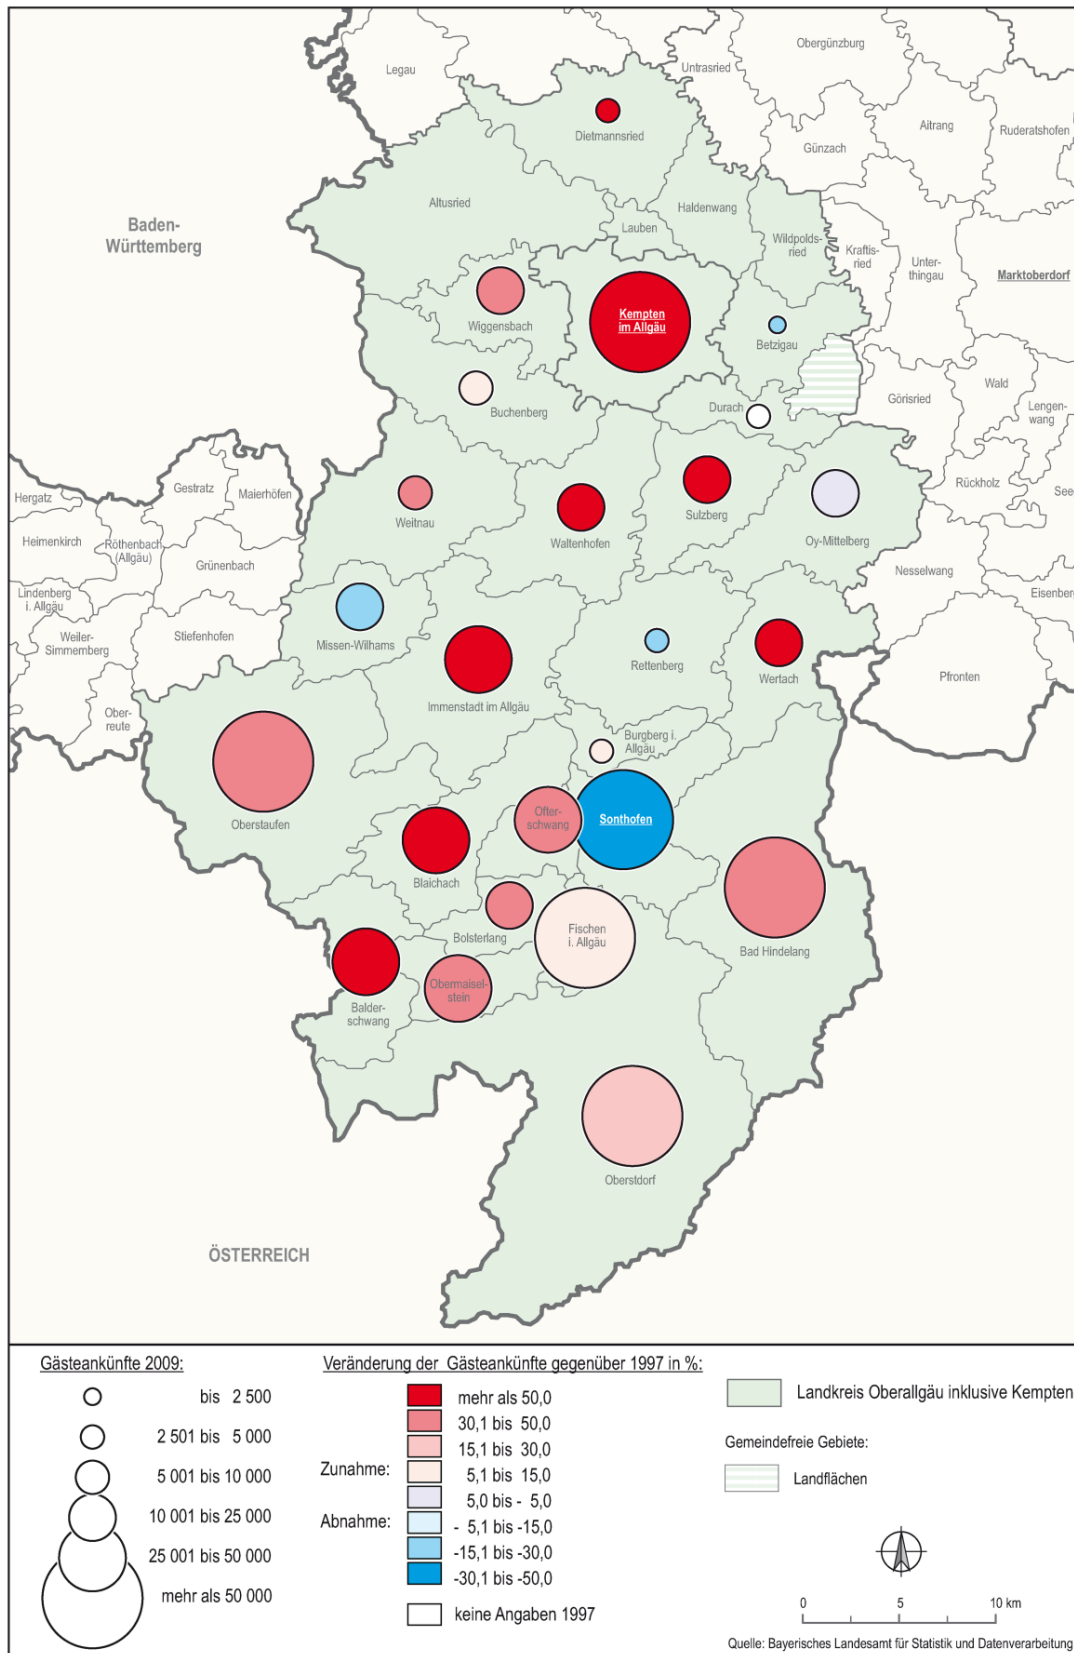 Obergünzburg
Legau
Untrasried
Aitrang
Ruderatshofen
Dietmannsried
Günzach
Altusried
Haldenwang
Baden-
Württemberg
Lauben
Wildpolds-
ried
Kraftis-
ried
Unter-
thingau
Marktoberdorf
Kempten
im Allgäu
Wiggensbach
Betzigau
Wald
Görisried
Buchenberg
Durach
Lengen-
wang
Gestratz
Maierhöfen
Hergatz
Rückholz
See
Weitnau
Sulzberg
Heimenkirch
Röthenbach
(Allgäu)
Waltenhofen
Oy-Mittelberg
Grünenbach
Nesselwang
Lindenberg
i. Allgäu
Eisenberg
Weiler-
Simmemberg
Stiefenhofen
Missen-Wilhams
Rettenberg
Wertach
Pfronten
Immenstadt im Allgäu
Ober-
reute
Burgberg i.
Allgäu
Oberstaufen
Ofter-
schwang
Sonthofen
Blaichach
Bolsterlang
Fischen
i. Allgäu
Bad Hindelang
Obermaisel-
stein
Balder-
schwang
Oberstdorf
ÖSTERREICH
Gästeankünfte 2009:
bis 2 500
2 501 bis 5 000
5 001 bis 10 000
10 001 bis 25 000
25 001 bis 50 000
mehr als 50 000
Veränderung der Gästeankünfte gegenüber 1997 in %:
mehr als 50,0
30,1 bis 50,0
15,1 bis 30,0
Zunahme: 5,1 bis 15,0
5,0 bis - 5,0
Abnahme: - 5,1 bis -15,0
-15,1 bis -30,0
-30,1 bis -50,0
keine Angaben 1997
Landkreis Oberallgäu inklusive Kempten
Gemeindefreie Gebiete:
Landflächen
0 5 10 km
Quelle: Bayerisches Landesamt für Statistik und Datenverarbeitung